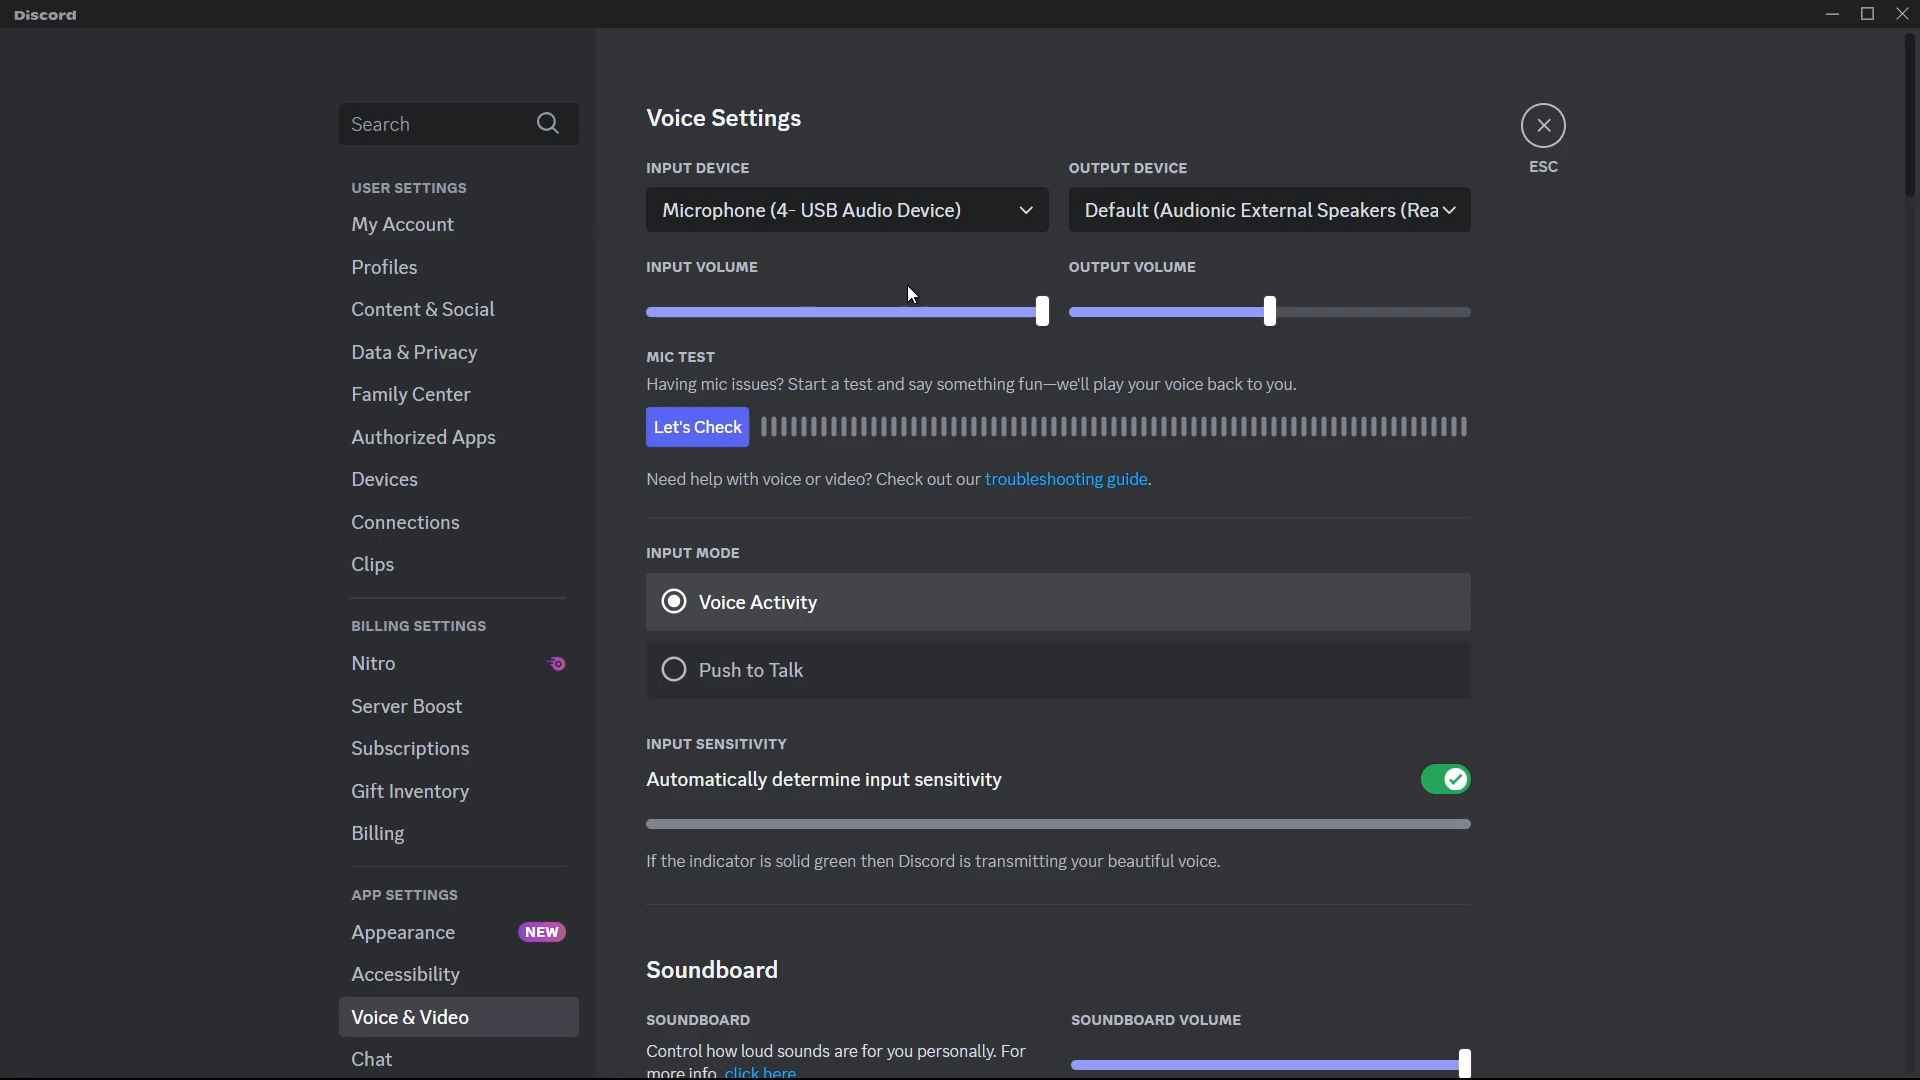 Discord
Search
USER SETTINGS
My Account
Profiles
Content & Social
Data & Privacy
Family Center
Authorized Apps
Devices
Connections
Clips
BILLING SETTINGS
Nitro
Server Boost
Subscriptions
Gift Inventory
Billing
APP SETTINGS
Appearance NEW
Accessibility
Voice & Video
Chat
Voice Settings
ESC
INPUT DEVICE
Microphone (4- USB Audio Device)
OUTPUT DEVICE
Default (Audionic External Speakers (Rea
INPUT VOLUME
OUTPUT VOLUME
MIC TEST
Having mic issues? Start a test and say something fun—we'll play your voice back to you.
Let's Check
Need help with voice or video? Check out our troubleshooting guide.
INPUT MODE
Voice Activity
Push to Talk
INPUT SENSITIVITY
Automatically determine input sensitivity
If the indicator is solid green then Discord is transmitting your beautiful voice.
Soundboard
SOUNDBOARD
Control how loud sounds are for you personally. For
more info, click here
SOUNDBOARD VOLUME